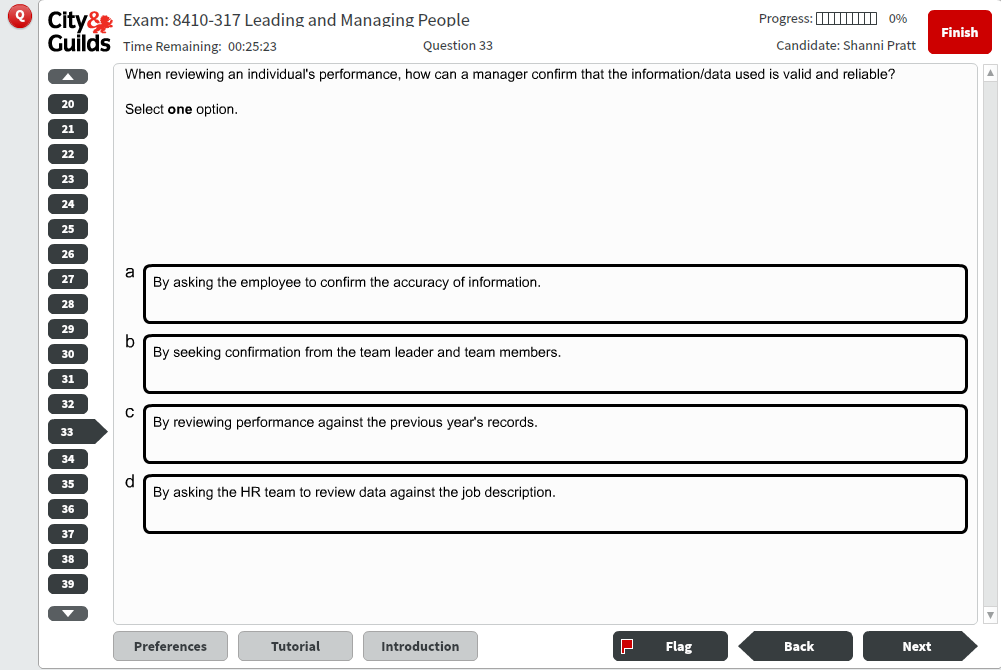 Q
City&
Guilds
Exam: 8410-317 Leading and Managing People
Time Remaining: 00:25:23
Question 33
Progress: 0%
Candidate: Shanni Pratt
Finish
20
21
22
23
24
25
26
27
28
29
30
31
32
33
34
35
36
37
38
39
When reviewing an individual's performance, how can a manager confirm that the information/data used is valid and reliable?
Select one option.
a
By asking the employee to confirm the accuracy of information.
b
By seeking confirmation from the team leader and team members.
c
By reviewing performance against the previous year's records.
d
By asking the HR team to review data against the job description.
Preferences
Tutorial
Introduction
Flag
Back
Next